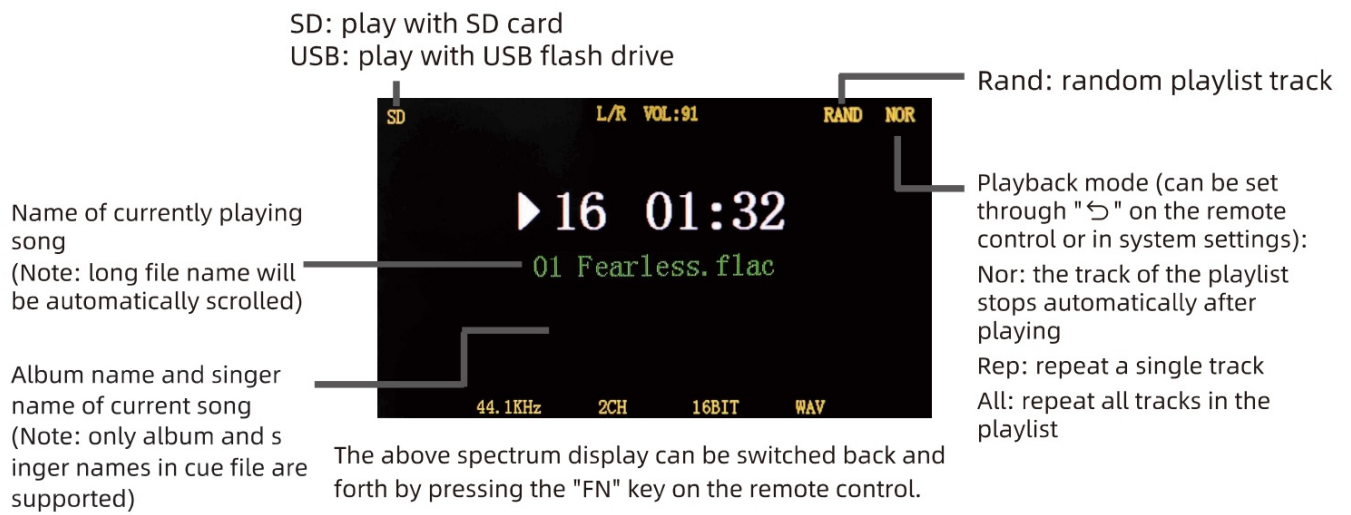 SD: play with SD card
USB: play with USB flash drive
Rand: random playlist track
SD
L/R VOL:91
RAND NOR
▶16 01:32
01 Fearless.flac
44.1KHz 2CH 16BIT WAV
Name of currently playing
song
(Note: long file name will
be automatically scrolled)
Album name and singer
name of current song
(Note: only album and s
inger names in cue file are
supported)
Playback mode (can be set
through "⮌" on the remote
control or in system settings):
Nor: the track of the playlist
stops automatically after
playing
Rep: repeat a single track
All: repeat all tracks in the
playlist
The above spectrum display can be switched back and
forth by pressing the "FN" key on the remote control.